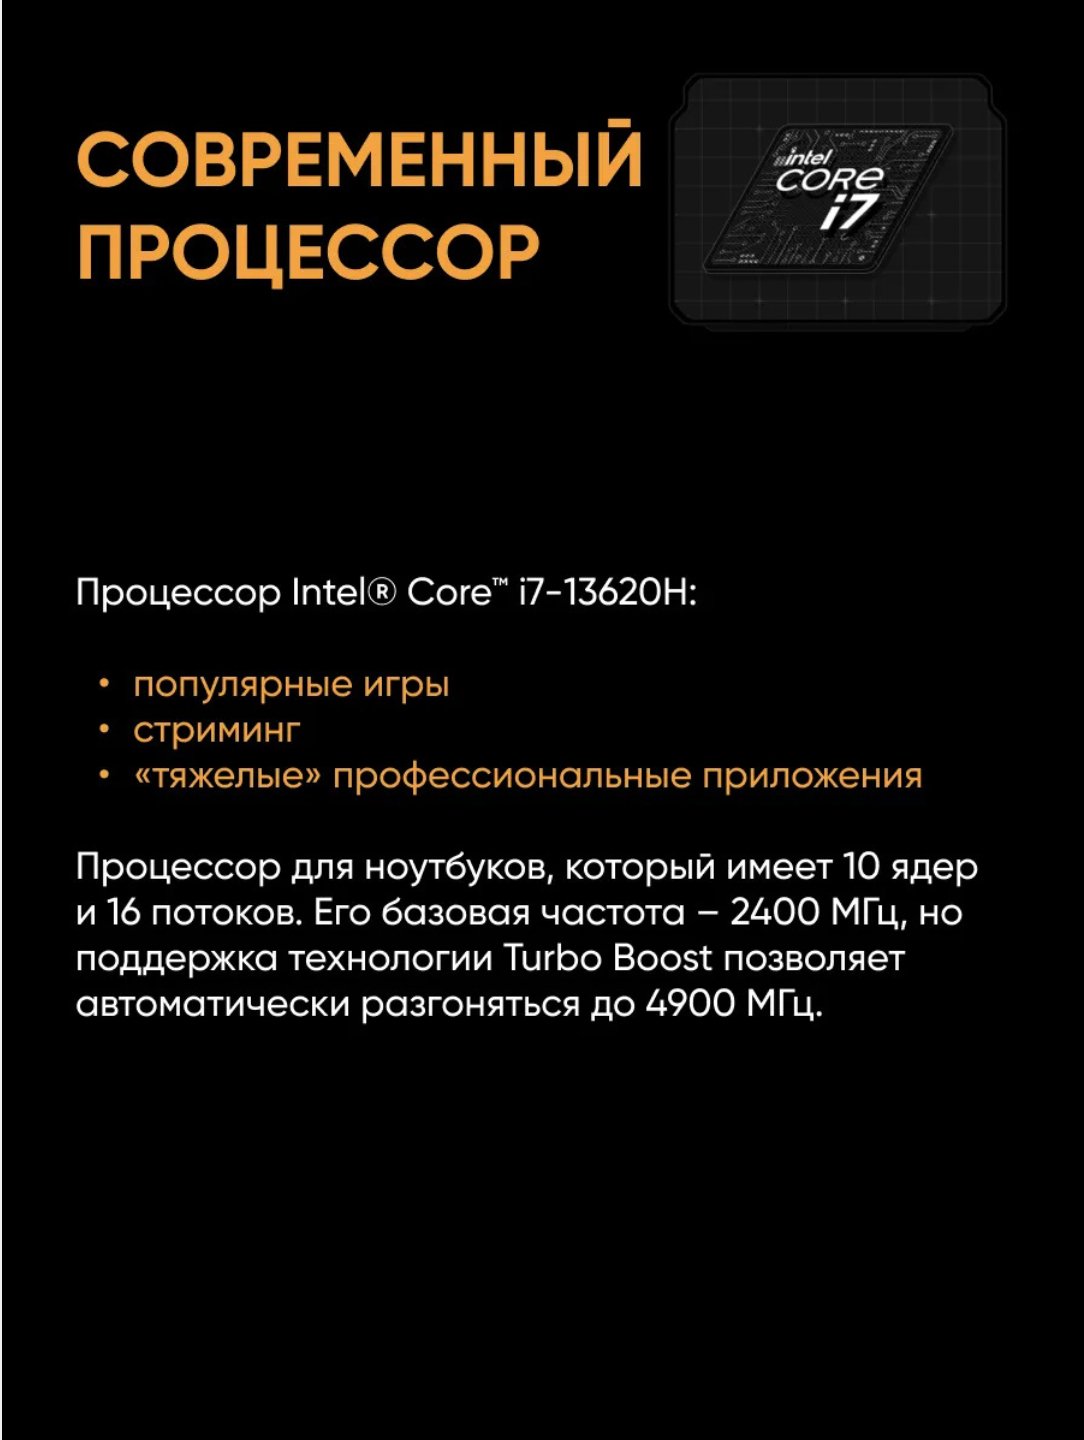 СОВРЕМЕННЫЙ
ПРОЦЕССОР
intel
CORE
i7
Процессор Intel® Core™ i7-13620H:
• популярные игры
• стриминг
• «тяжелые» профессиональные приложения
Процессор для ноутбуков, который имеет 10 ядер
и 16 потоков. Его базовая частота – 2400 МГц, но
поддержка технологии Turbo Boost позволяет
автоматически разгоняться до 4900 МГц.